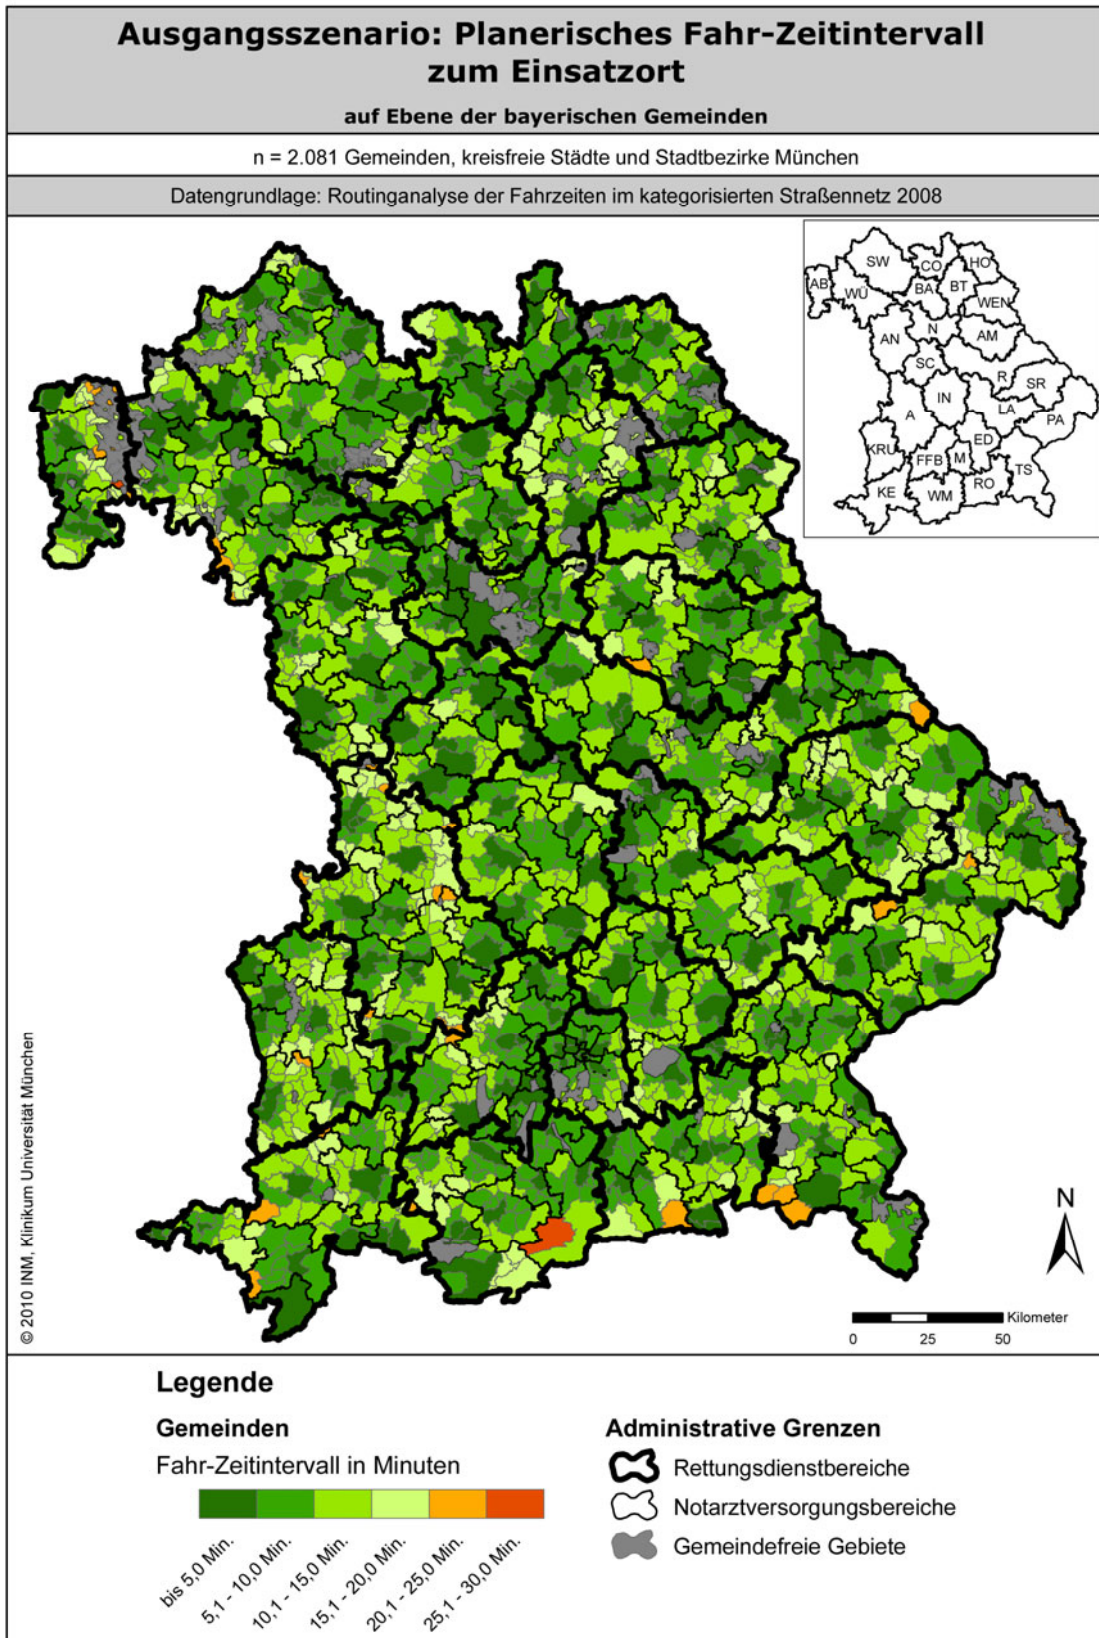 Ausgangsszenario: Planerisches Fahr-Zeitintervall
zum Einsatzort
auf Ebene der bayerischen Gemeinden
n = 2.081 Gemeinden, kreisfreie Städte und Stadtbezirke München
Datengrundlage: Routinganalyse der Fahrzeiten im kategorisierten Straßennetz 2008
SW
CO
HO
AB
WÜ
BA
BT
WEN
AN
N
AM
SC
R
SR
IN
A
LA
PA
KRU
ED
FFB
M
TS
KE
WM
RO
© 2010 INM, Klinikum Universität München
N
Kilometer
0 25 50
Legende
Gemeinden
Fahr-Zeitintervall in Minuten
bis 5,0 Min.
5,1 - 10,0 Min.
10,1 - 15,0 Min.
15,1 - 20,0 Min.
20,1 - 25,0 Min.
25,1 - 30,0 Min.
Administrative Grenzen
Rettungsdienstbereiche
Notarztversorgungsbereiche
Gemeindefreie Gebiete